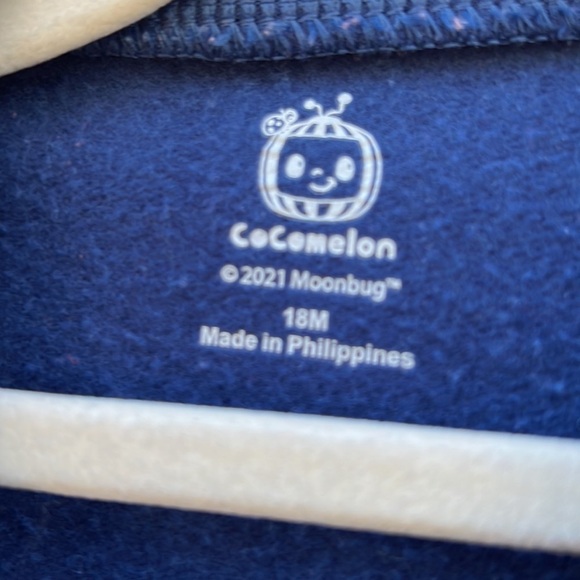 CoComelon
©2021 Moonbug™
18M
Made in Philippines